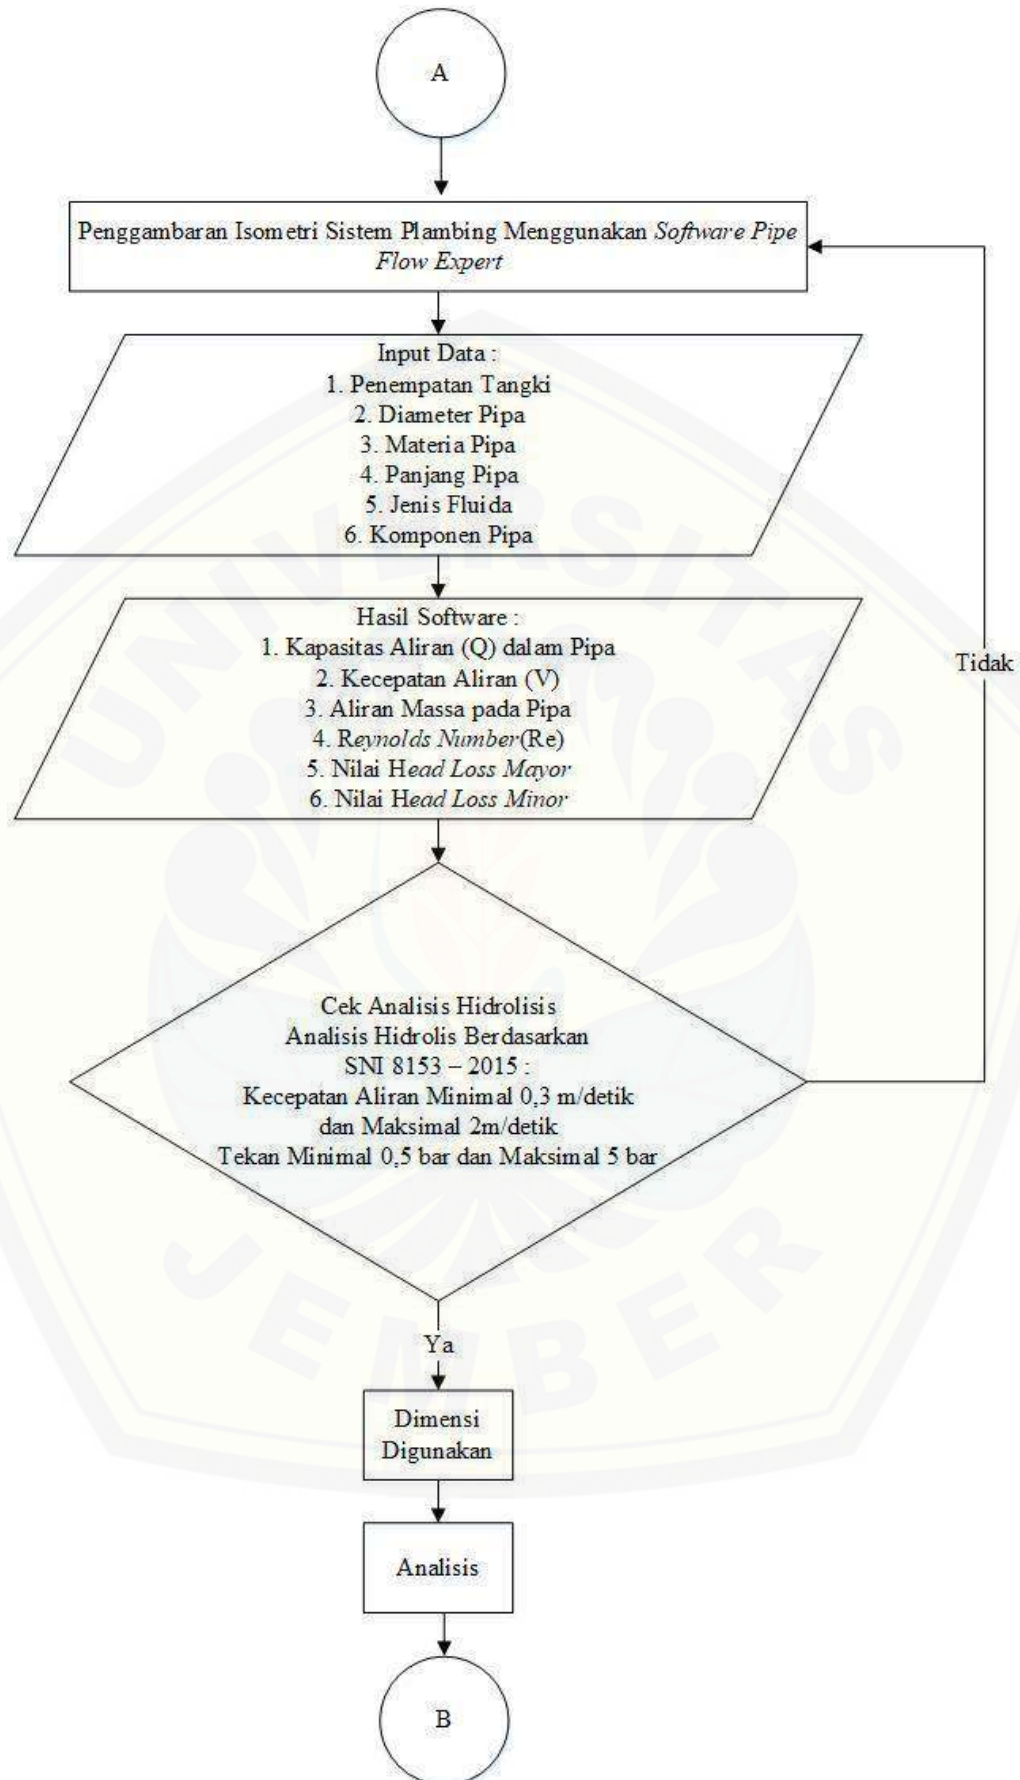 A
Penggambaran Isometri Sistem Plambing Menggunakan Software Pipe
Flow Expert
Input Data :
1. Penempatan Tangki
2. Diameter Pipa
3. Materia Pipa
4. Panjang Pipa
5. Jenis Fluida
6. Komponen Pipa
Hasil Software :
1. Kapasitas Aliran (Q) dalam Pipa
2. Kecepatan Aliran (V)
3. Aliran Massa pada Pipa
4. Reynolds Number(Re)
5. Nilai Head Loss Mayor
6. Nilai Head Loss Minor
Tidak
Cek Analisis Hidrolisis
Analisis Hidrolis Berdasarkan
SNI 8153 – 2015 :
Kecepatan Aliran Minimal 0,3 m/detik
dan Maksimal 2m/detik
Tekan Minimal 0,5 bar dan Maksimal 5 bar
Ya
Dimensi
Digunakan
Analisis
B
UNIVERSITAS
JEMBER